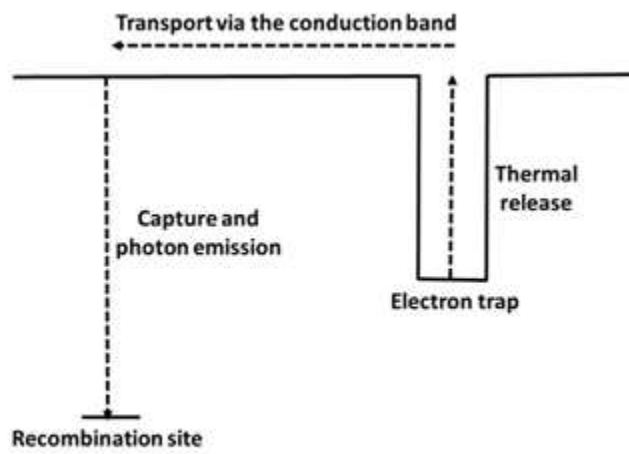 Transport via the conduction band
Thermal
release
Capture and
photon emission
Electron trap
Recombination site